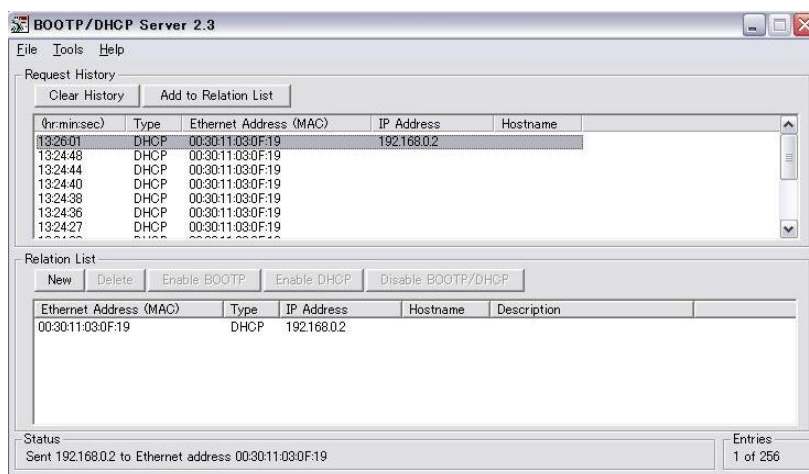 BOOTP/DHCP Server 2.3
File Tools Help
Request History
Clear History Add to Relation List
(hr:min:sec) Type Ethernet Address (MAC) IP Address Hostname
13:26:01 DHCP 00:30:11:03:0F:19 192.168.0.2
13:24:48 DHCP 00:30:11:03:0F:19
13:24:44 DHCP 00:30:11:03:0F:19
13:24:40 DHCP 00:30:11:03:0F:19
13:24:38 DHCP 00:30:11:03:0F:19
13:24:36 DHCP 00:30:11:03:0F:19
13:24:27 DHCP 00:30:11:03:0F:19
Relation List
New Delete Enable BOOTP Enable DHCP Disable BOOTP/DHCP
Ethernet Address (MAC) Type IP Address Hostname Description
00:30:11:03:0F:19 DHCP 192.168.0.2
Status
Sent 192.168.0.2 to Ethernet address 00:30:11:03:0F:19
Entries
1 of 256